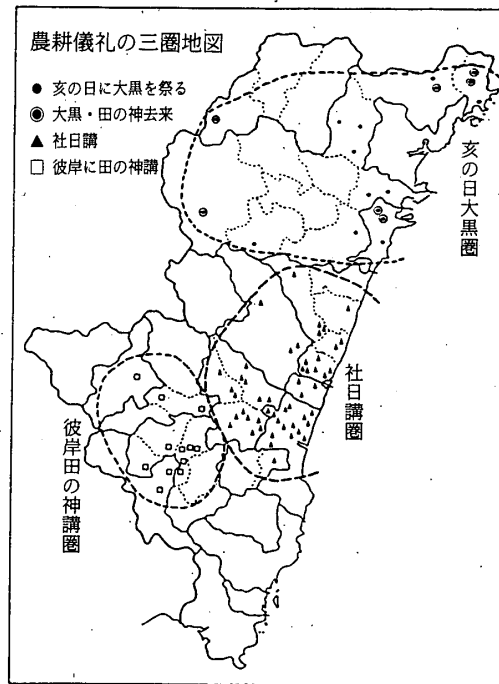 農耕儀礼の三圏地図
● 亥の日に大黒を祭る
◉ 大黒・田の神去来
▲ 社日講
□ 彼岸に田の神講
亥の日大黒圏
社日講圏
彼岸田の神講圏